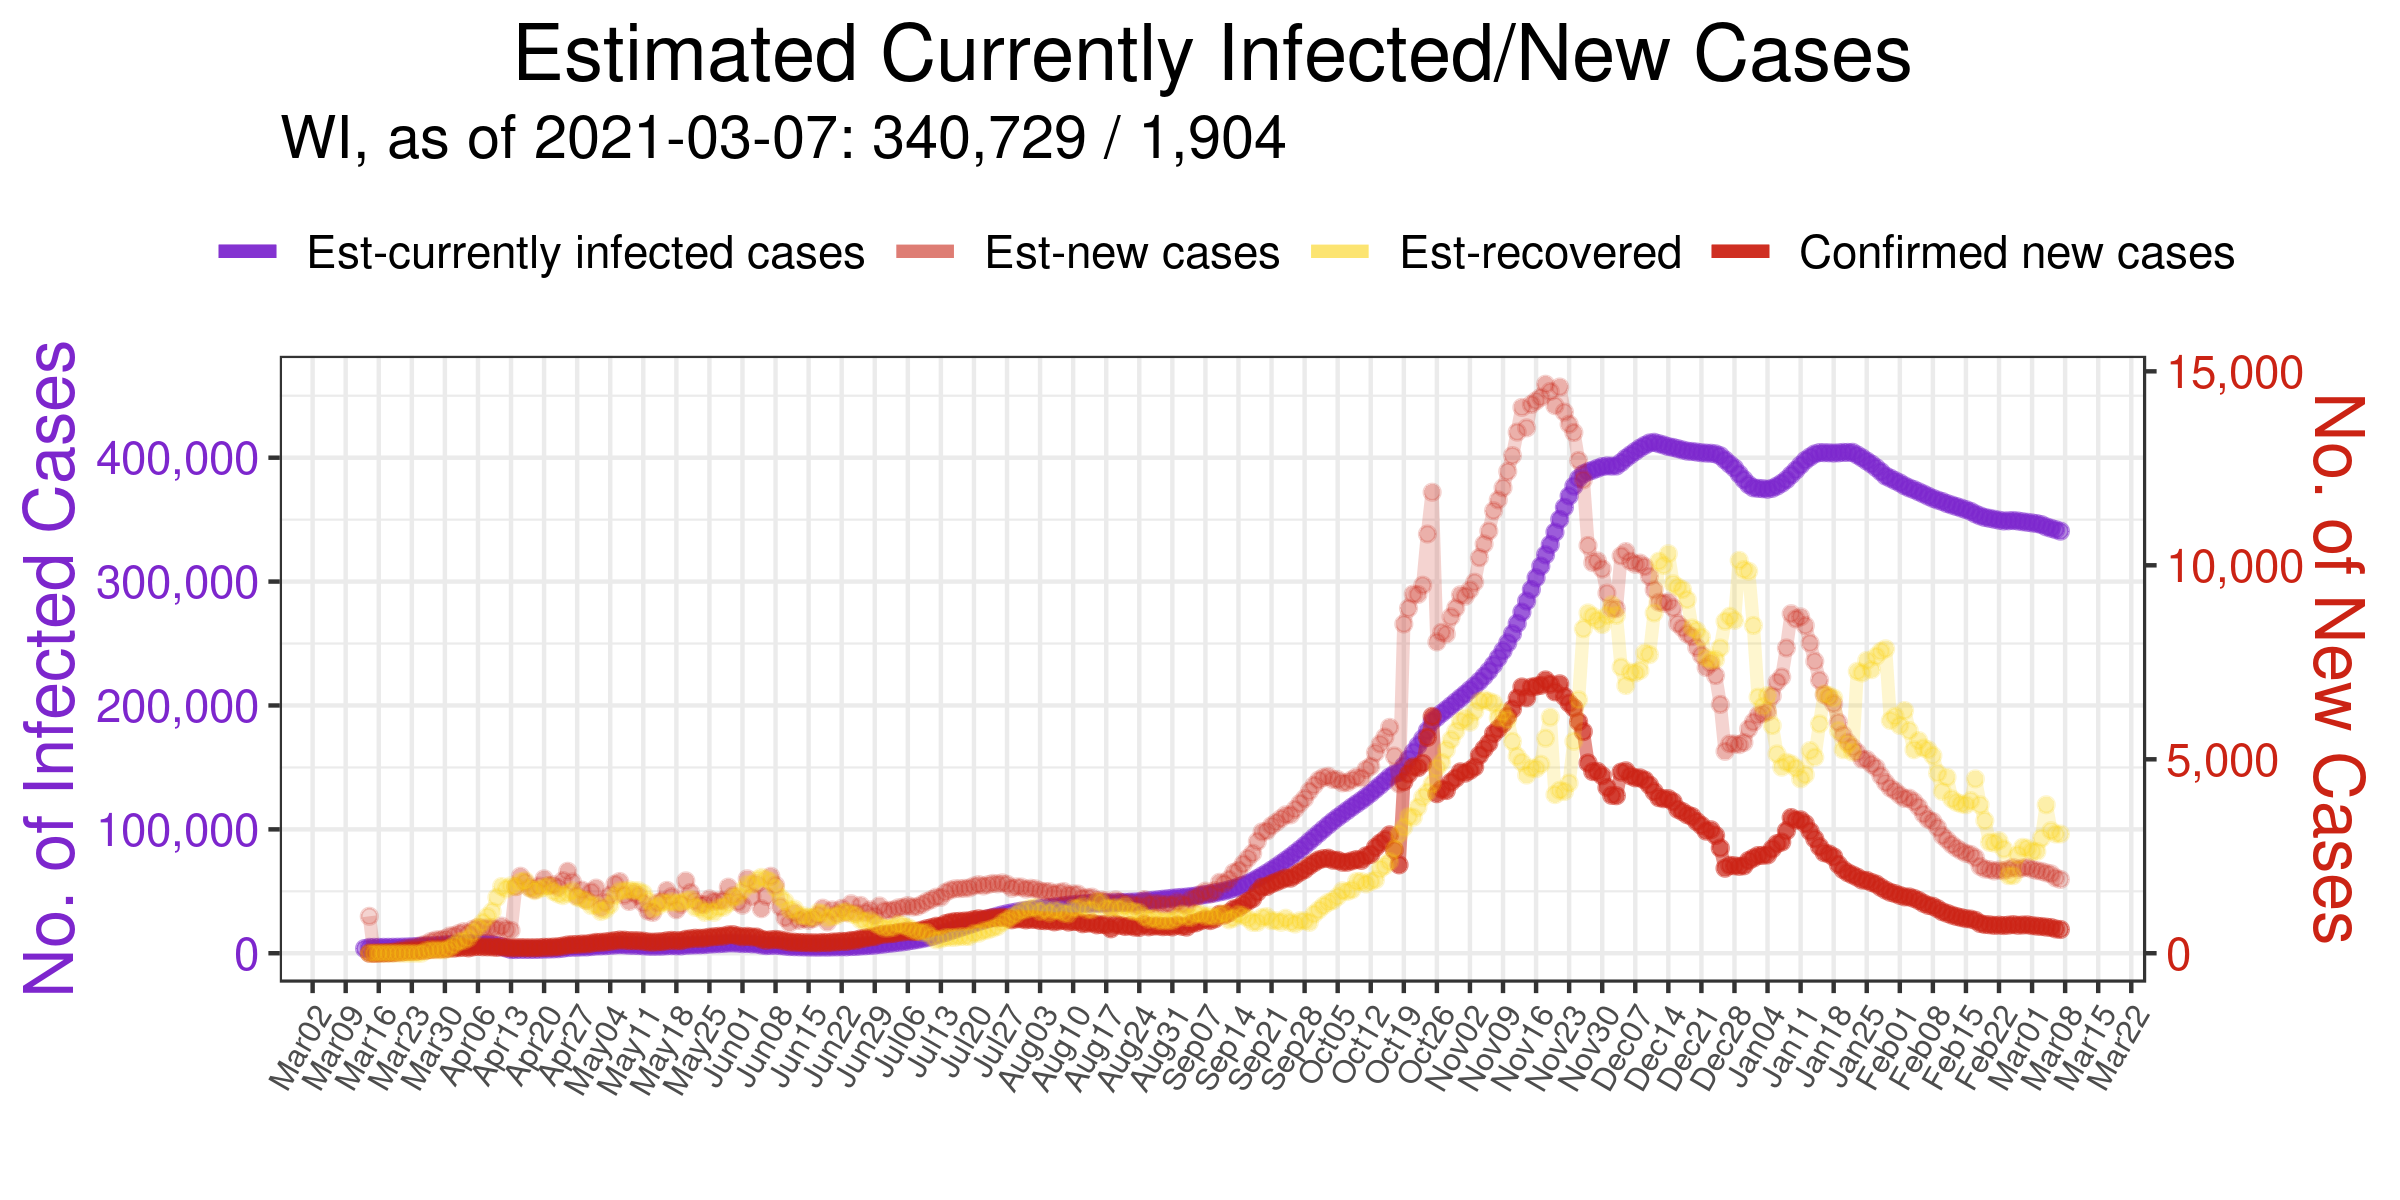 Estimated Currently Infected/New Cases
WI, as of 2021-03-07: 340,729 / 1,904
Est-currently infected cases Est-new cases Est-recovered Confirmed new cases
No. of Infected Cases
400,000
300,000
200,000
100,000
0
15,000
10,000
5,000
0
No. of New Cases
Mar02
Mar09
Mar16
Mar23
Mar30
Apr06
Apr13
Apr20
Apr27
May04
May11
May18
May25
Jun01
Jun08
Jun15
Jun22
Jun29
Jul06
Jul13
Jul20
Jul27
Aug03
Aug10
Aug17
Aug24
Aug31
Sep07
Sep14
Sep21
Sep28
Oct05
Oct12
Oct19
Oct26
Nov02
Nov09
Nov16
Nov23
Nov30
Dec07
Dec14
Dec21
Dec28
Jan04
Jan11
Jan18
Jan25
Feb01
Feb08
Feb15
Feb22
Mar01
Mar08
Mar15
Mar22